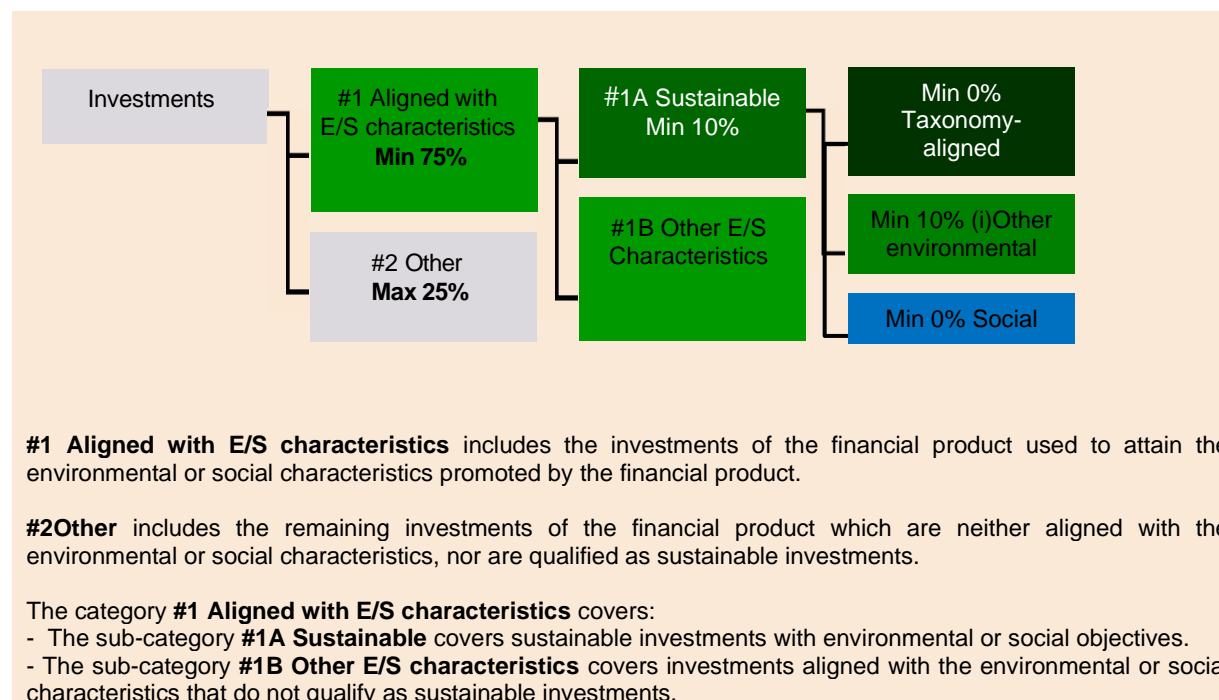 Investments
#1 Aligned with
E/S characteristics
Min 75%
#2 Other
Max 25%
#1A Sustainable
Min 10%
#1B Other E/S
Characteristics
Min 0%
Taxonomy-
aligned
Min 10% (i)Other
environmental
Min 0% Social
#1 Aligned with E/S characteristics includes the investments of the financial product used to attain the
environmental or social characteristics promoted by the financial product.
#2Other includes the remaining investments of the financial product which are neither aligned with the
environmental or social characteristics, nor are qualified as sustainable investments.
The category #1 Aligned with E/S characteristics covers:
- The sub-category #1A Sustainable covers sustainable investments with environmental or social objectives.
- The sub-category #1B Other E/S characteristics covers investments aligned with the environmental or social
characteristics that do not qualify as sustainable investments.